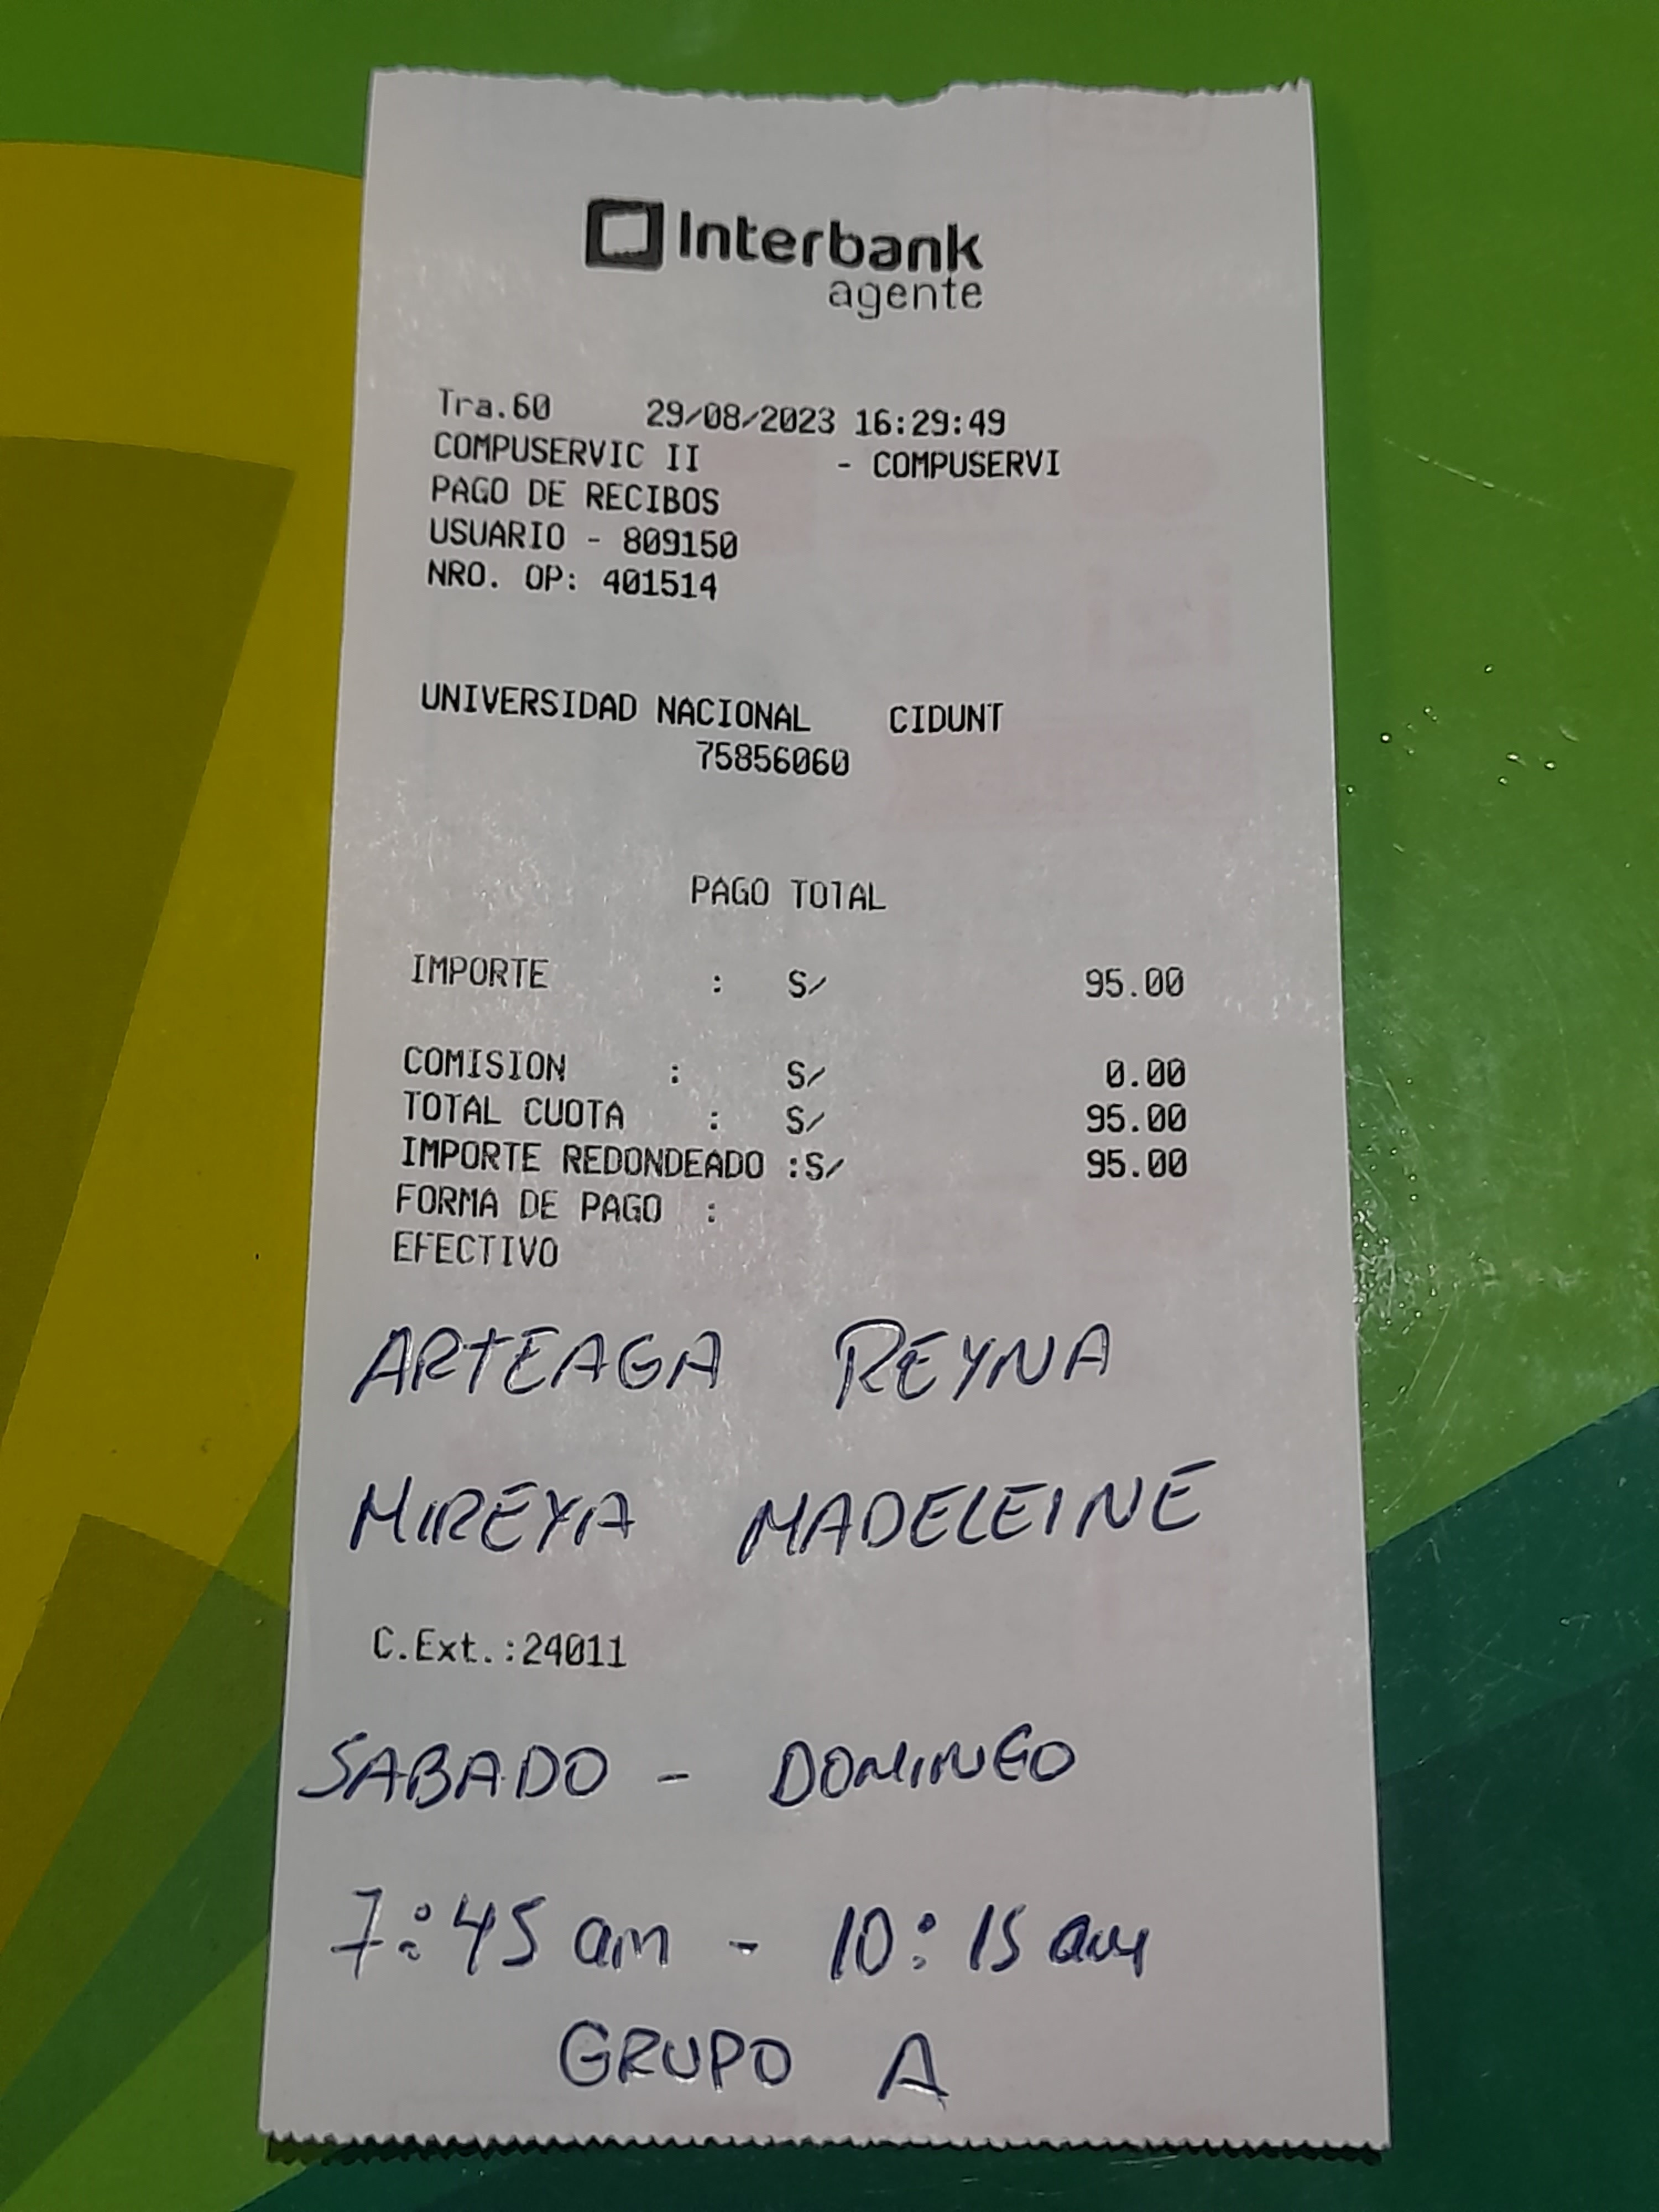 Interbank
agente
Tra.60 29/08/2023 16:29:49
COMPUSERVIC II - COMPUSERVI
PAGO DE RECIBOS
USUARIO - 809150
NRO. OP: 401514
UNIVERSIDAD NACIONAL CIDUNT
75856060
PAGO TOTAL
IMPORTE : S/ 95.00
COMISION : S/ 0.00
TOTAL CUOTA : S/ 95.00
IMPORTE REDONDEADO :S/ 95.00
FORMA DE PAGO :
EFECTIVO
ARTEAGA REYNA
MIREYA MADELEINE
C.Ext.:24011
SABADO - DOMINGO
7:45 am - 10:15 am
GRUPO A